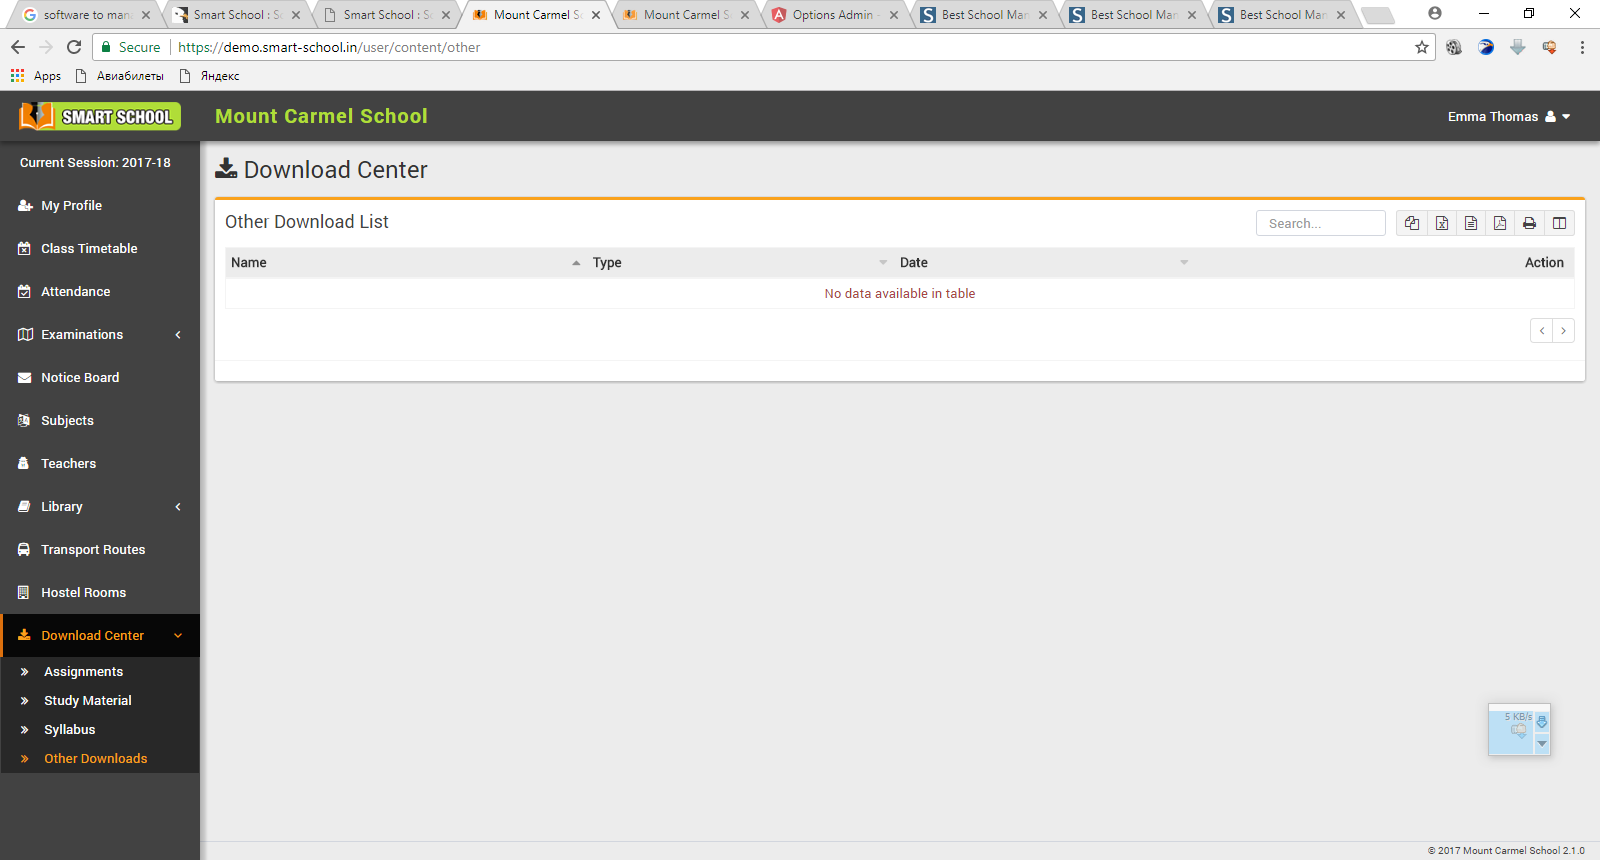 software to man
Smart School : S
Smart School : S
Mount Carmel S
Mount Carmel S
Options Admin -
Best School Man
Best School Man
Best School Man
Secure https://demo.smart-school.in/user/content/other
Apps Авиабилеты Яндекс
SMART SCHOOL
Mount Carmel School
Emma Thomas
Current Session: 2017-18
My Profile
Class Timetable
Attendance
Examinations
Notice Board
Subjects
Teachers
Library
Transport Routes
Hostel Rooms
Download Center
Assignments
Study Material
Syllabus
Other Downloads
Download Center
Other Download List
Search...
Name Type Date Action
No data available in table
5 KB/s
© 2017 Mount Carmel School 2.1.0